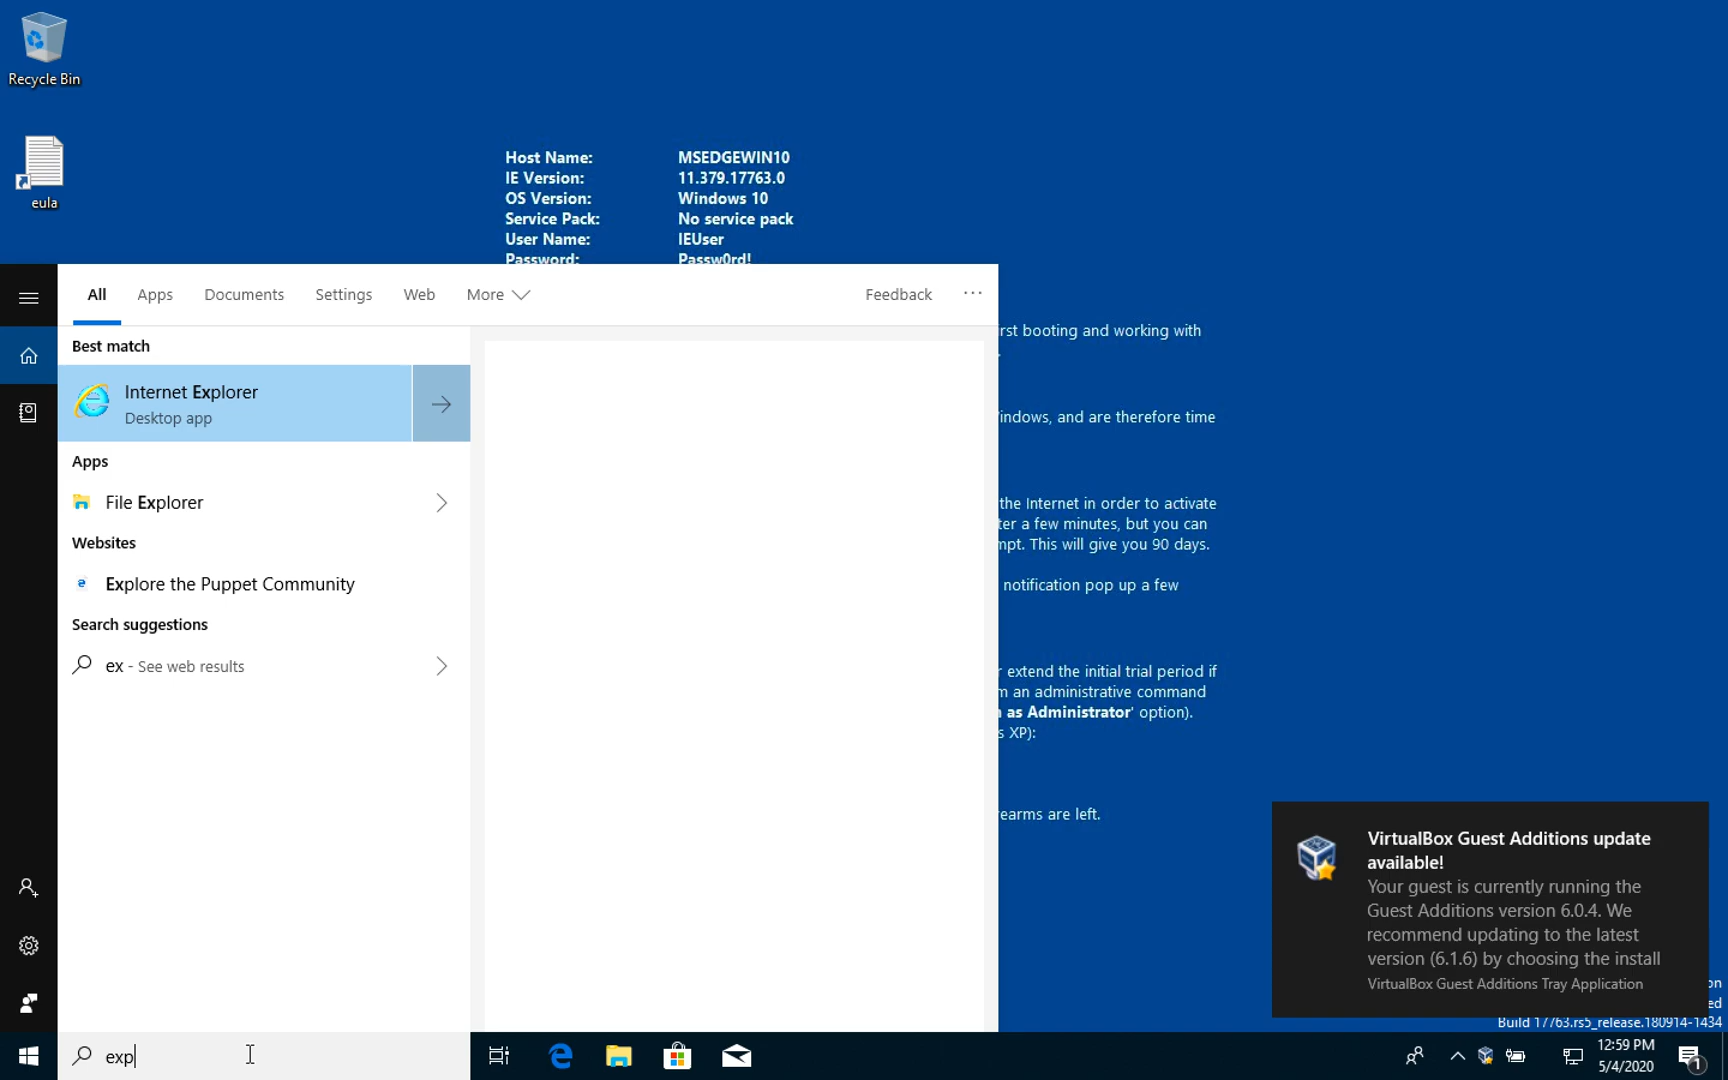 Recycle Bin
eula
Host Name: MSEDGEWIN10
IE Version: 11.379.17763.0
OS Version: Windows 10
Service Pack: No service pack
User Name: IEUser
Password: Passw0rd!
All Apps Documents Settings Web More Feedback ...
Best match
Internet Explorer
Desktop app
Apps
File Explorer
Websites
Explore the Puppet Community
Search suggestions
ex - See web results
rst booting and working with
indows, and are therefore time
the Internet in order to activate
ter a few minutes, but you can
mpt. This will give you 90 days.
notification pop up a few
r extend the initial trial period if
m an administrative command
n as Administrator' option).
s XP):
rearms are left.
VirtualBox Guest Additions update
available!
Your guest is currently running the
Guest Additions version 6.0.4. We
recommend updating to the latest
version (6.1.6) by choosing the install
VirtualBox Guest Additions Tray Application
on
ed
Build 17763.rs5_release.180914-1434
exp
12:59 PM
5/4/2020
1